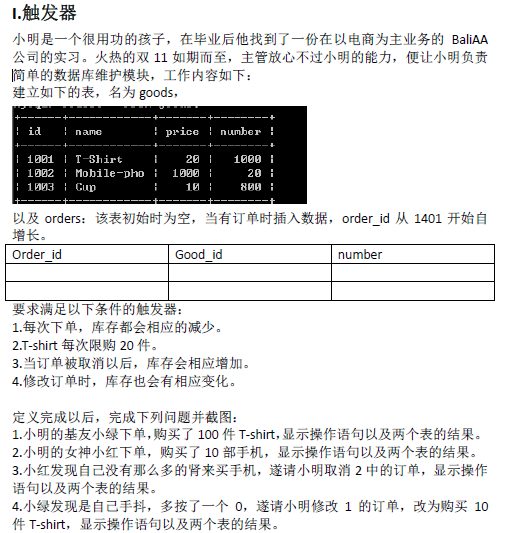 I.触发器
小明是一个很用功的孩子，在毕业后他找到了一份在以电商为主业务的 BaliAA
公司的实习。火热的双 11 如期而至，主管放心不过小明的能力，便让小明负责
简单的数据库维护模块，工作内容如下：
建立如下的表，名为 goods，
id name price number
1001 T-Shirt 20 1000
1002 Mobile-pho 1000 20
1003 Cup 10 800
以及 orders：该表初始时为空，当有订单时插入数据，order_id 从 1401 开始自
增长。
Order_id Good_id number
要求满足以下条件的触发器：
1.每次下单，库存都会相应的减少。
2.T-shirt 每次限购 20 件。
3.当订单被取消以后，库存会相应增加。
4.修改订单时，库存也会有相应变化。
定义完成以后，完成下列问题并截图：
1.小明的基友小绿下单，购买了 100 件 T-shirt，显示操作语句以及两个表的结果。
2.小明的女神小红下单，购买了 10 部手机，显示操作语句以及两个表的结果。
3.小红发现自己没有那么多的肾来买手机，遂请小明取消 2 中的订单，显示操作
语句以及两个表的结果。
4.小绿发现是自己手抖，多按了一个 0，遂请小明修改 1 的订单，改为购买 10
件 T-shirt，显示操作语句以及两个表的结果。